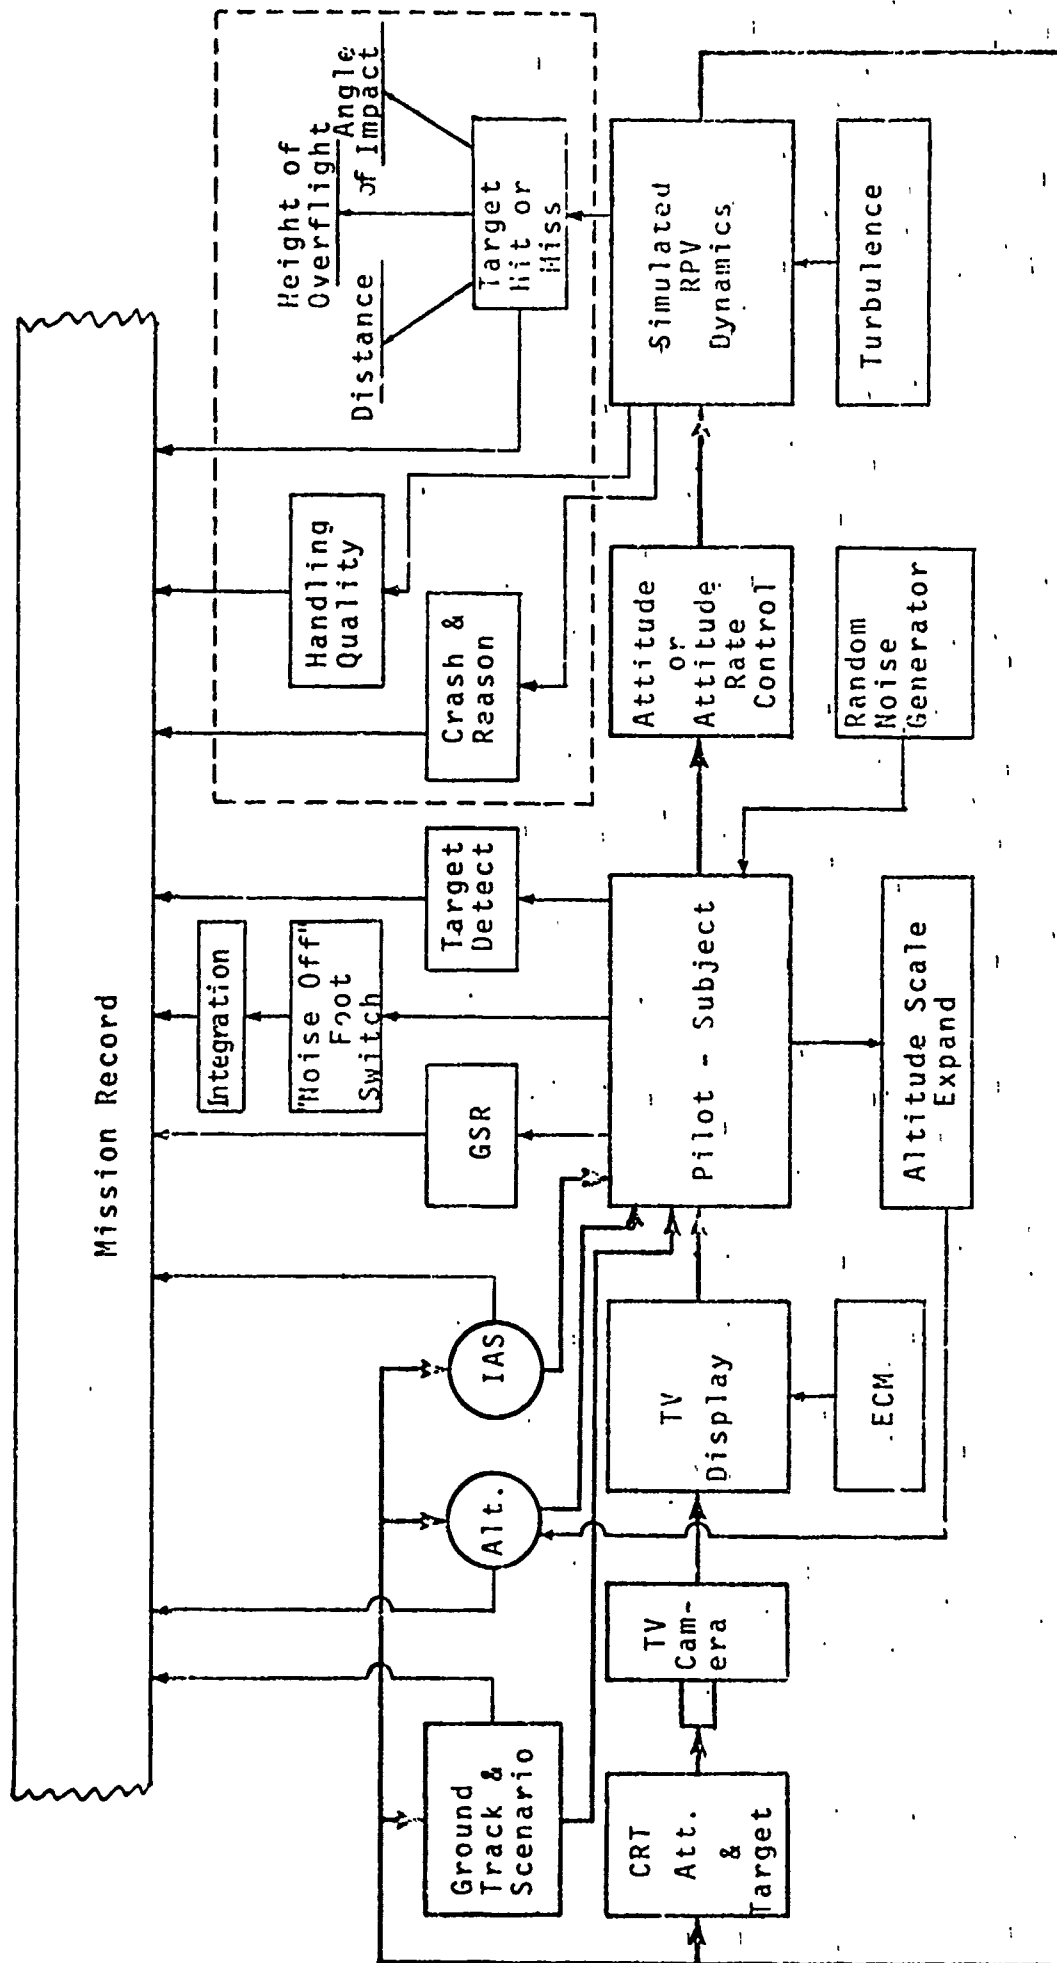 Mission Record
Ground
Track &
Scenario
Alt.
IAS
GSR
Integration
"Noise Off"
Foot
Switch
Target
Detect
Crash &
Reason
Handling
Quality
Distance
Height of
Overflight
Angle
of Impact
Target
Hit or
Miss
CRT
Att.
&
Target
TV
Cam-
era
TV
Display
Pilot - Subject
Attitude
or
Attitude
Rate
Control
Simulated
RPV
Dynamics
ECM
Altitude Scale
Expand
Random
Noise
Generator
Turbulence